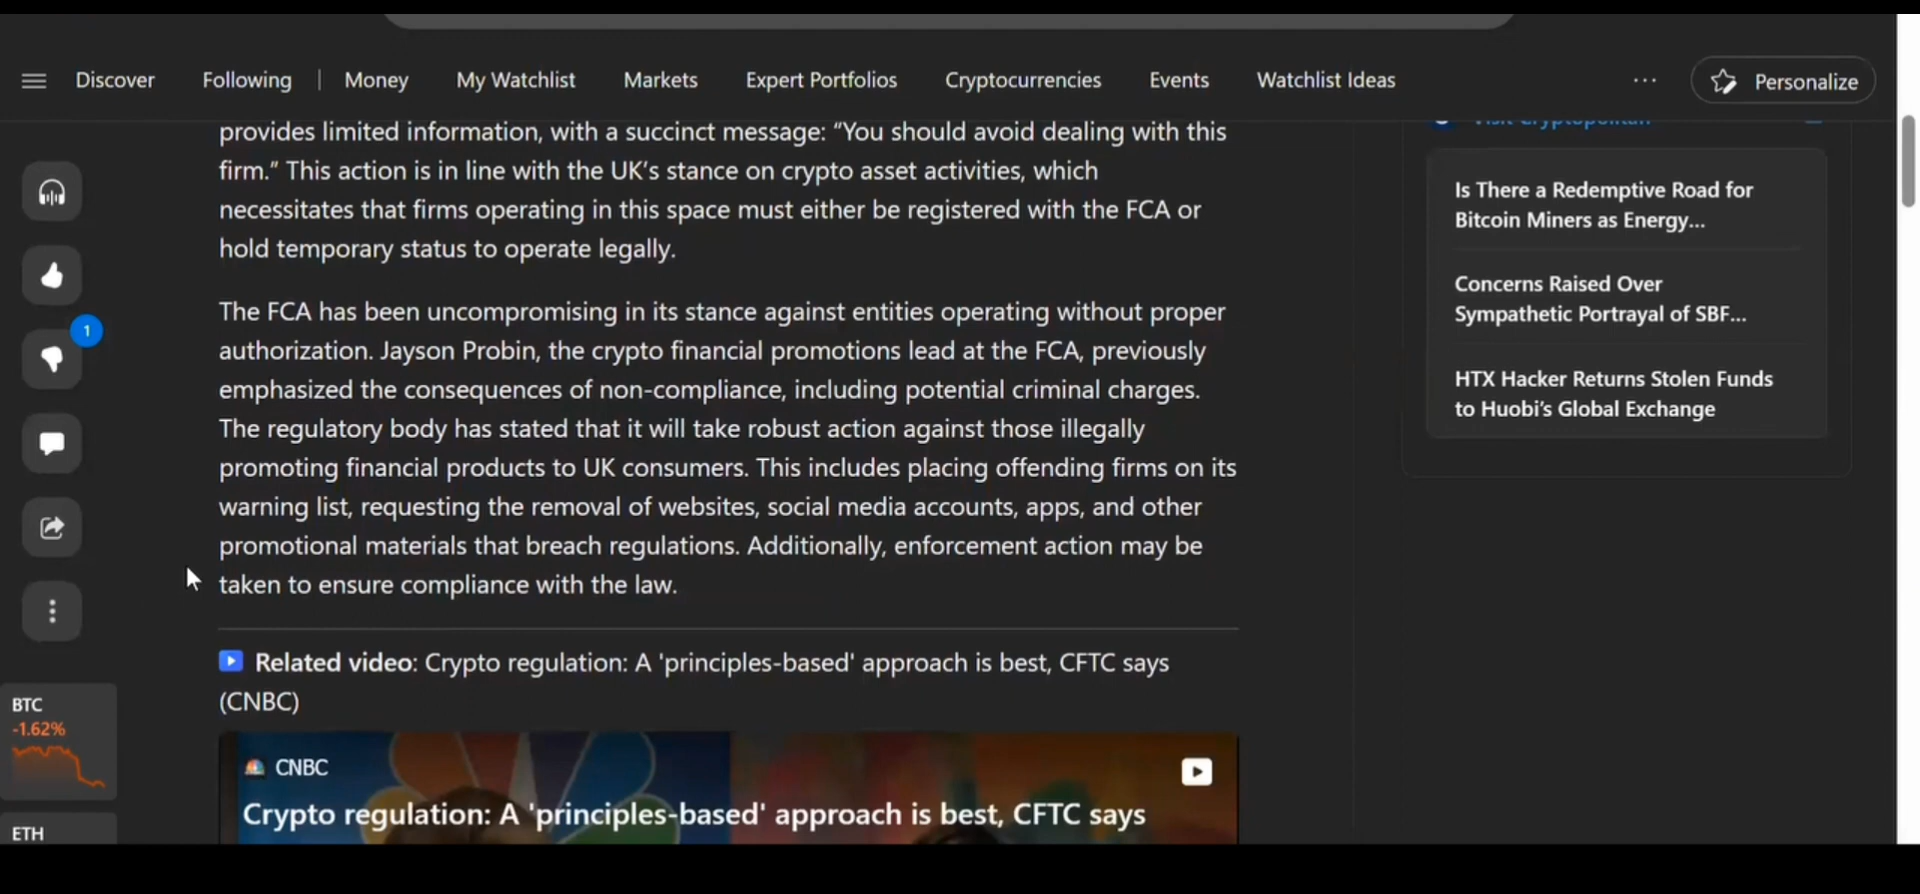 Discover Following | Money My Watchlist Markets Expert Portfolios Cryptocurrencies Events Watchlist Ideas ... Personalize
provides limited information, with a succinct message: “You should avoid dealing with this
firm.” This action is in line with the UK’s stance on crypto asset activities, which
necessitates that firms operating in this space must either be registered with the FCA or
hold temporary status to operate legally.
The FCA has been uncompromising in its stance against entities operating without proper
authorization. Jayson Probin, the crypto financial promotions lead at the FCA, previously
emphasized the consequences of non-compliance, including potential criminal charges.
The regulatory body has stated that it will take robust action against those illegally
promoting financial products to UK consumers. This includes placing offending firms on its
warning list, requesting the removal of websites, social media accounts, apps, and other
promotional materials that breach regulations. Additionally, enforcement action may be
taken to ensure compliance with the law.
Related video: Crypto regulation: A 'principles-based' approach is best, CFTC says
(CNBC)
CNBC
Crypto regulation: A 'principles-based' approach is best, CFTC says
1
BTC
-1.62%
ETH
Visit Cryptopolitan
Is There a Redemptive Road for
Bitcoin Miners as Energy...
Concerns Raised Over
Sympathetic Portrayal of SBF...
HTX Hacker Returns Stolen Funds
to Huobi’s Global Exchange